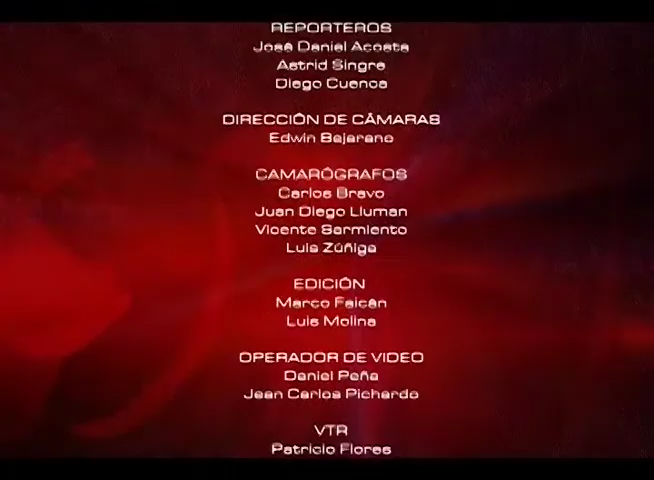 REPORTEROS
José Daniel Acosta
Astrid Singre
Diego Cuenca
DIRECCIÓN DE CÁMARAS
Edwin Bejarano
CAMARÓGRAFOS
Carlos Bravo
Juan Diego Lluman
Vicente Sarmiento
Luis Zúñiga
EDICIÓN
Marco Faicán
Luis Molina
OPERADOR DE VIDEO
Daniel Peña
Jean Carlos Pichardo
VTR
Patricio Flores